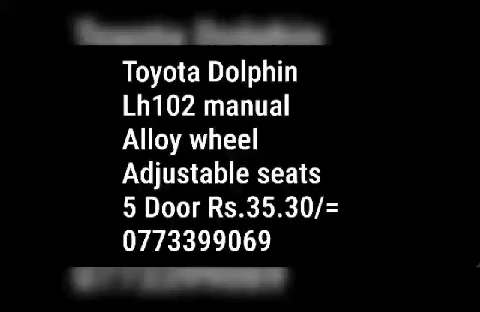 Toyota Dolphin
Lh102 manual
Alloy wheel
Adjustable seats
5 Door Rs.35.30/=
0773399069